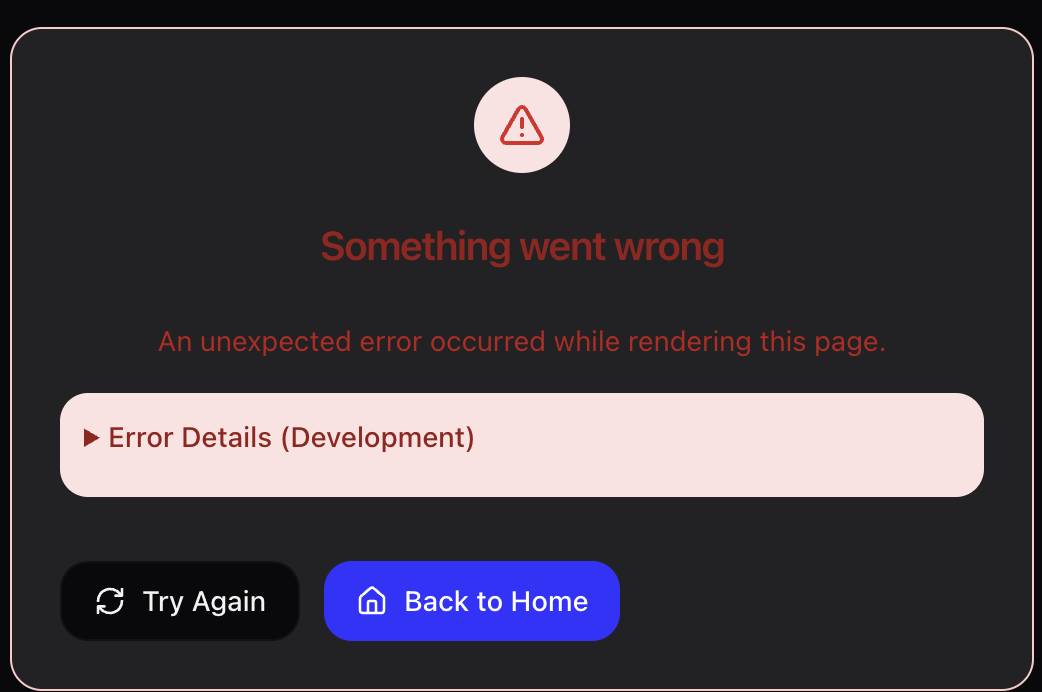 Something went wrong
An unexpected error occurred while rendering this page.
Error Details (Development)
Try Again
Back to Home